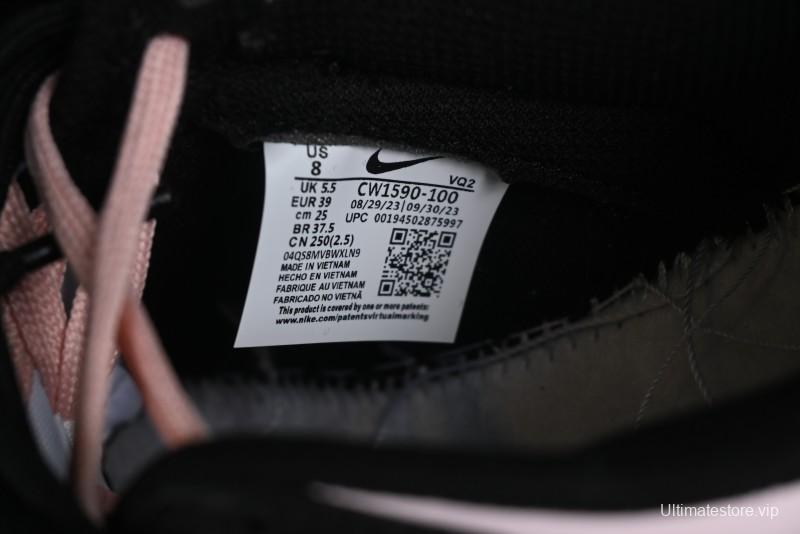 US
8
VQ2
UK 5.5
EUR 39
cm 25
BR 37.5
CN 250(2.5)
CW1590-100
08/29/23|09/30/23
UPC 00194502875997
04QS8MVBWXLN9
MADE IN VIETNAM
HECHO EN VIETNAM
FABRIQUE AU VIETNAM
FABRICADO NO VIETNÃ
This product is covered by one or more patents:
www.nike.com/patentsvirtualmarking
Ultimatestore.vip